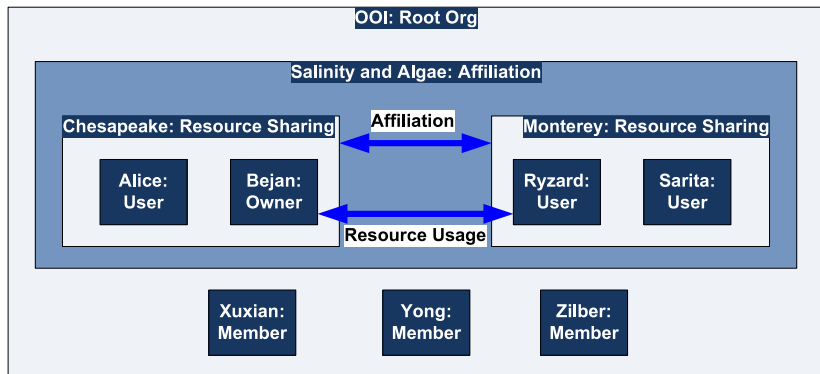 OOI: Root Org
Salinity and Algae: Affiliation
Chesapeake: Resource Sharing
Affiliation
Monterey: Resource Sharing
Alice:
User
Bejan:
Owner
Ryzard:
User
Sarita:
User
Resource Usage
Xuxian:
Member
Yong:
Member
Zilber:
Member